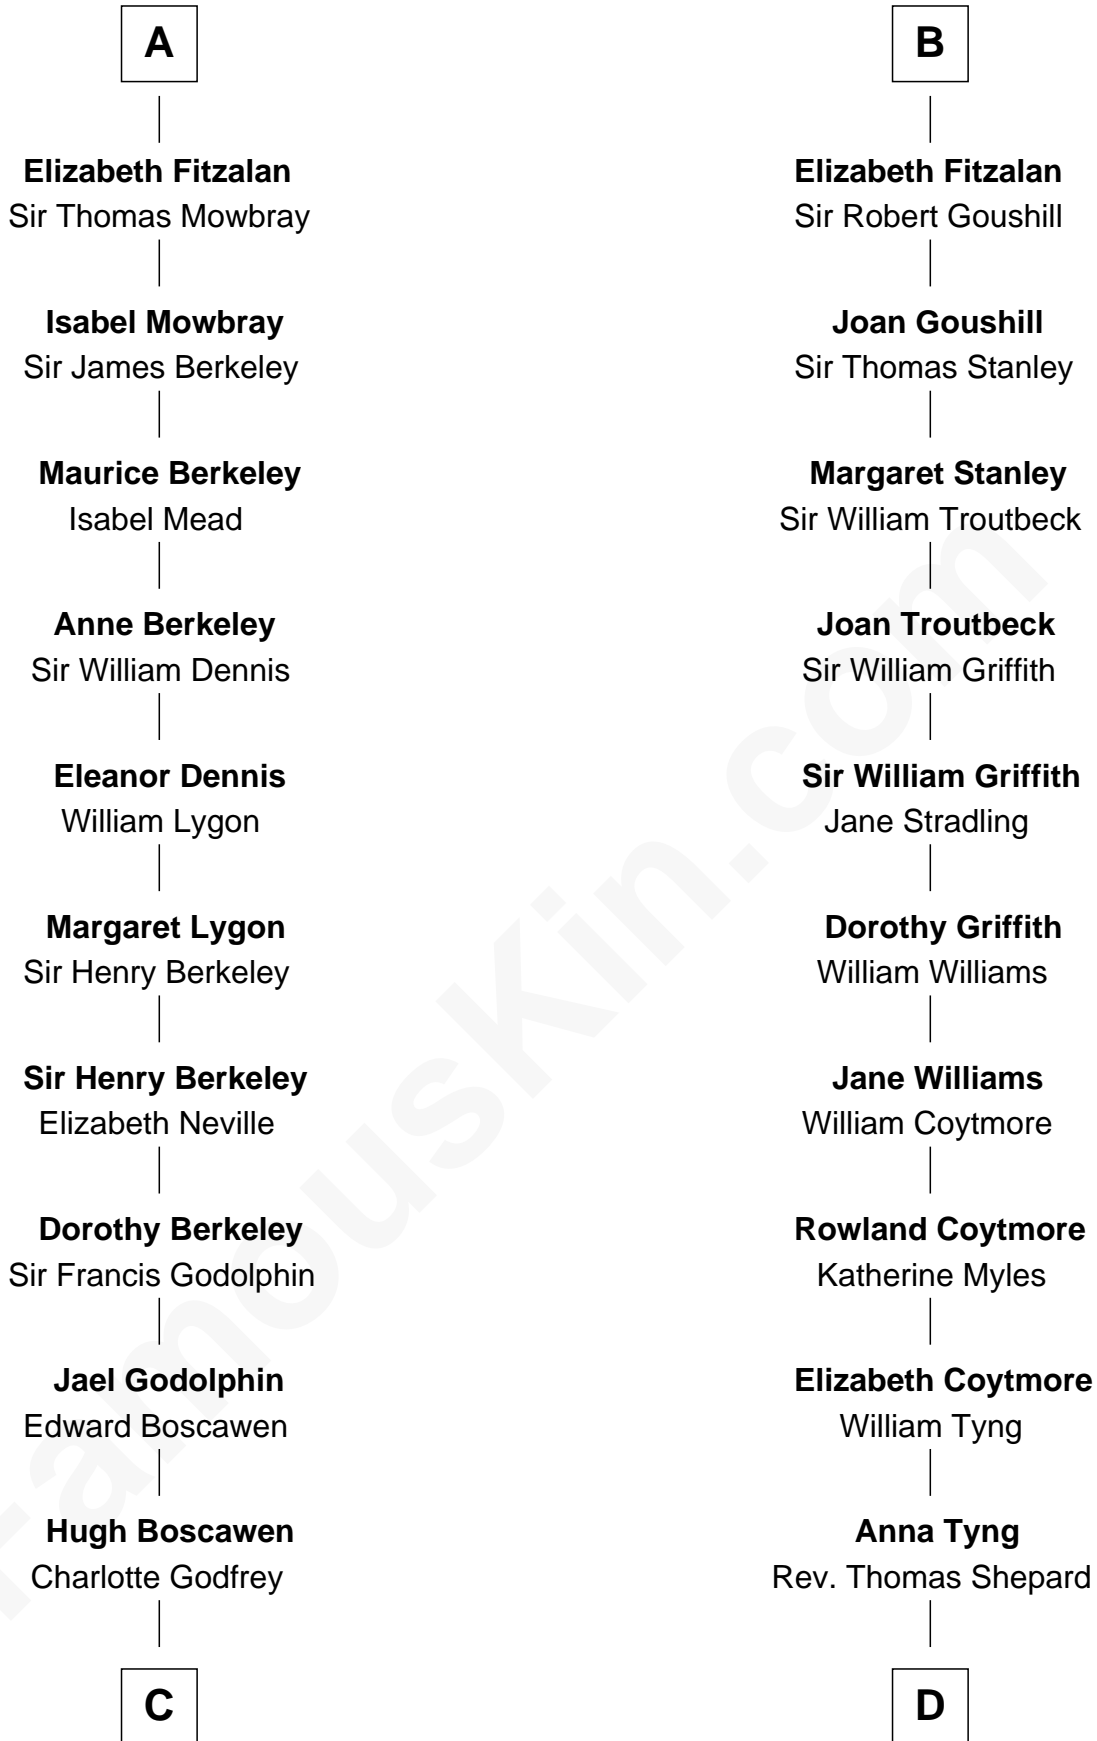 A
Elizabeth Fitzalan
Sir Thomas Mowbray
Isabel Mowbray
Sir James Berkeley
Maurice Berkeley
Isabel Mead
Anne Berkeley
Sir William Dennis
Eleanor Dennis
William Lygon
Margaret Lygon
Sir Henry Berkeley
Sir Henry Berkeley
Elizabeth Neville
Dorothy Berkeley
Sir Francis Godolphin
Jael Godolphin
Edward Boscawen
Hugh Boscawen
Charlotte Godfrey
C
B
Elizabeth Fitzalan
Sir Robert Goushill
Joan Goushill
Sir Thomas Stanley
Margaret Stanley
Sir William Troutbeck
Joan Troutbeck
Sir William Griffith
Sir William Griffith
Jane Stradling
Dorothy Griffith
William Williams
Jane Williams
William Coytmore
Rowland Coytmore
Katherine Myles
Elizabeth Coytmore
William Tyng
Anna Tyng
Rev. Thomas Shepard
D
FamousKin.com